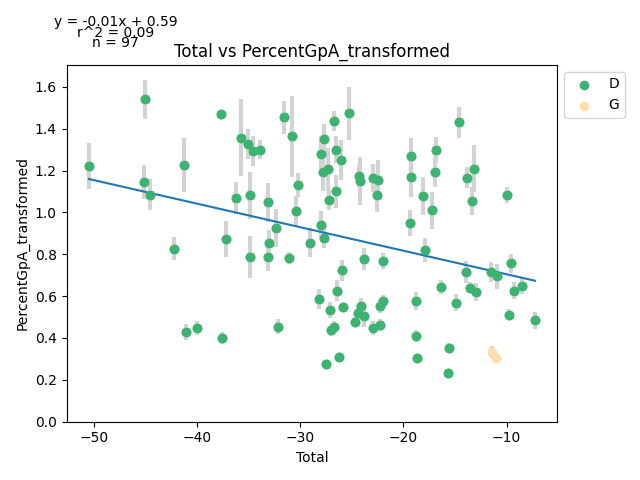 y = -0.01x + 0.59
r^2 = 0.09
n = 97
Total vs PercentGpA_transformed
D
G
PercentGpA_transformed
1.6
1.4
1.2
1.0
0.8
0.6
0.4
0.2
0.0
−50
−40
−30
−20
−10
Total